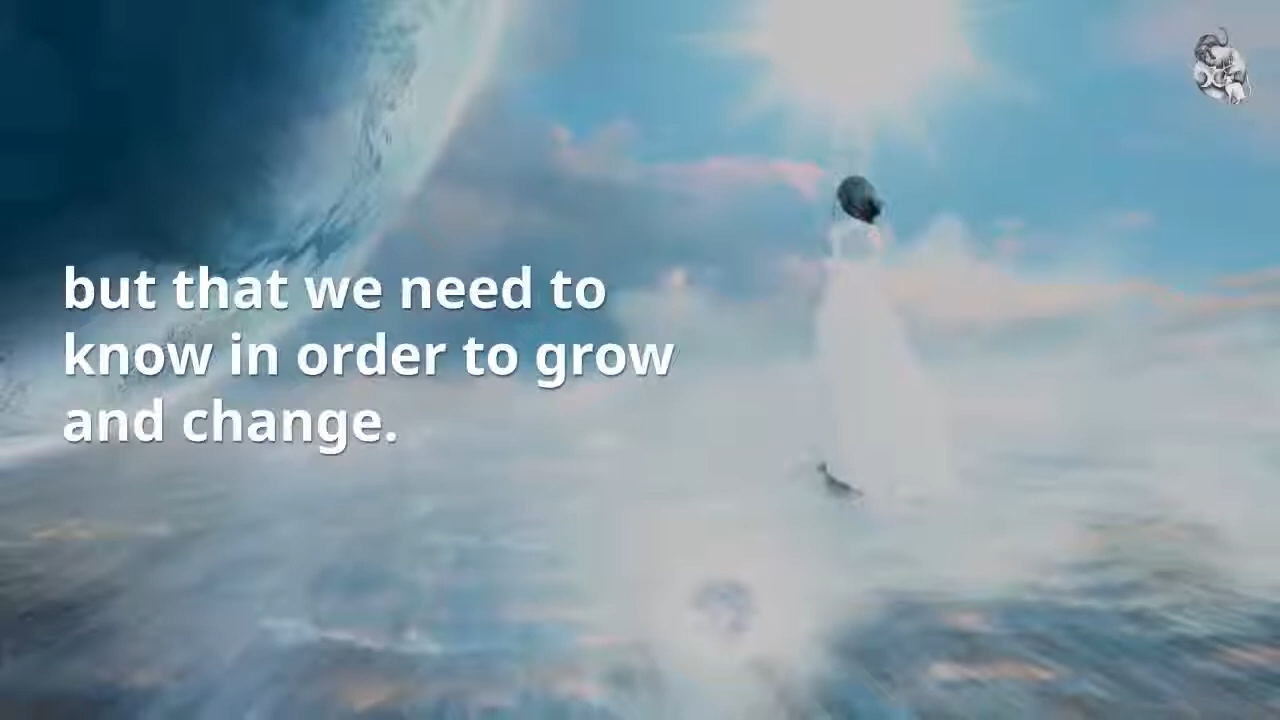 but that we need to
know in order to grow
and change.